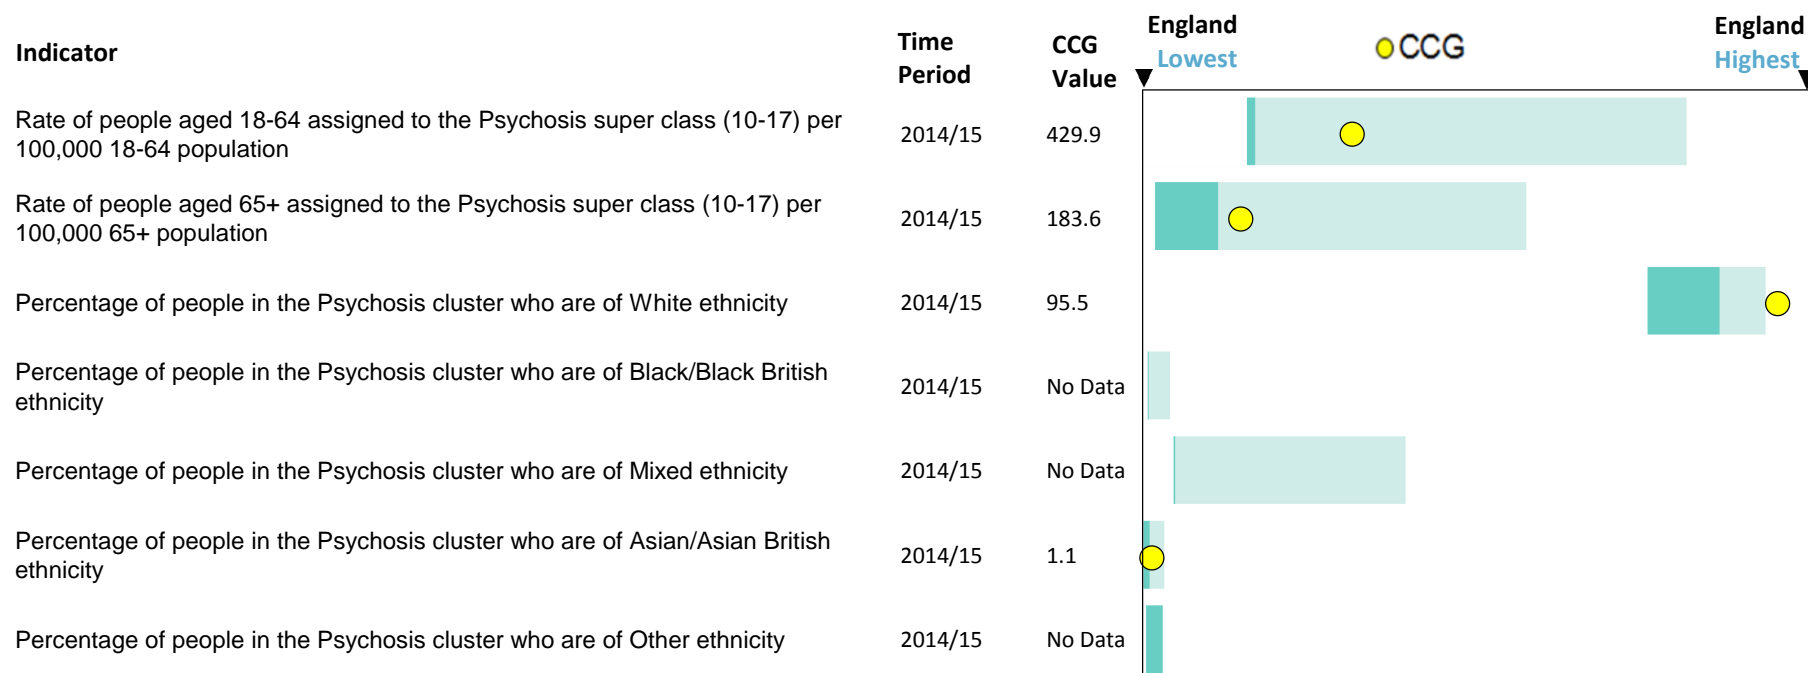 Indicator
Time
Period
CCG
Value
England
Lowest
CCG
England
Highest
Rate of people aged 18-64 assigned to the Psychosis super class (10-17) per
100,000 18-64 population
2014/15
429.9
Rate of people aged 65+ assigned to the Psychosis super class (10-17) per
100,000 65+ population
2014/15
183.6
Percentage of people in the Psychosis cluster who are of White ethnicity
2014/15
95.5
Percentage of people in the Psychosis cluster who are of Black/Black British
ethnicity
2014/15
No Data
Percentage of people in the Psychosis cluster who are of Mixed ethnicity
2014/15
No Data
Percentage of people in the Psychosis cluster who are of Asian/Asian British
ethnicity
2014/15
1.1
Percentage of people in the Psychosis cluster who are of Other ethnicity
2014/15
No Data